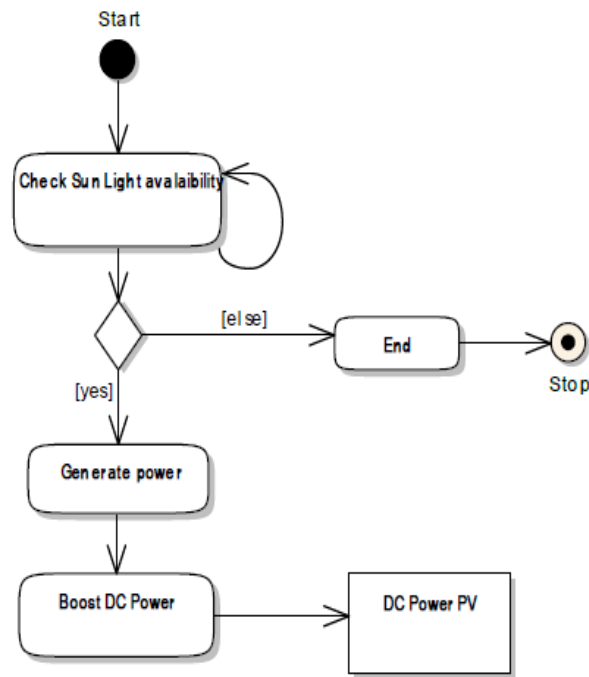 Start
Check Sun Light avalaibility
[else]
End
Stop
[yes]
Generate power
Boost DC Power
DC Power PV